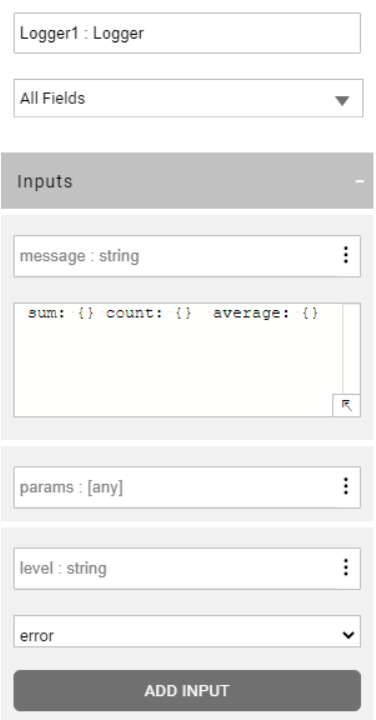 Logger1 : Logger
All Fields
Inputs
message : string
sum: {} count: {} average: {}
params : [any]
level : string
error
ADD INPUT